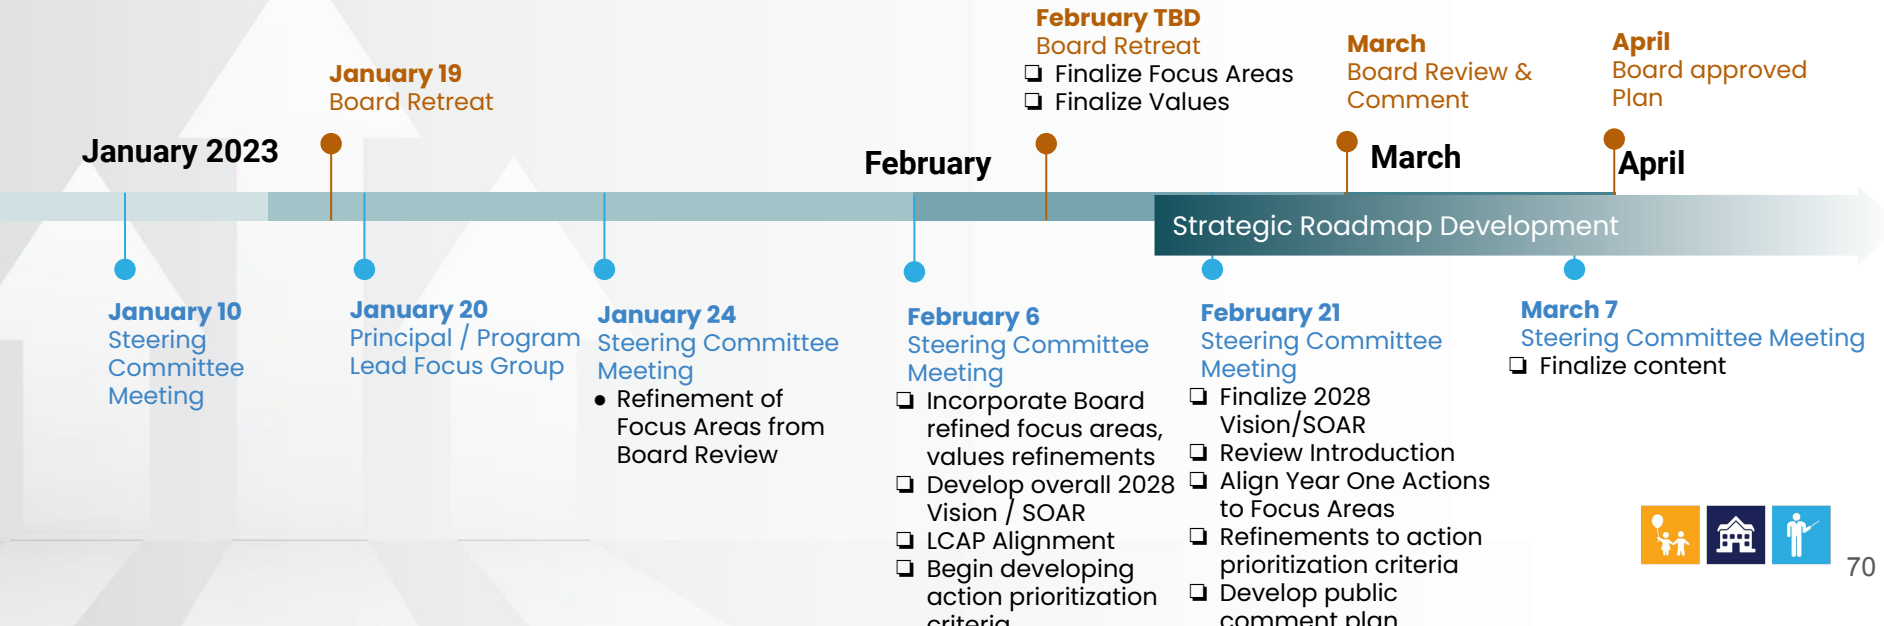 February TBD
Board Retreat
❏ Finalize Focus Areas
❏ Finalize Values
March
Board Review &
Comment
April
Board approved
Plan
January 19
Board Retreat
January 2023
February
March
April
Strategic Roadmap Development
January 10
Steering
Committee
Meeting
January 20
Principal / Program
Lead Focus Group
January 24
Steering Committee
Meeting
● Refinement of
Focus Areas from
Board Review
February 6
Steering Committee
Meeting
❏ Incorporate Board
refined focus areas,
values refinements
❏ Develop overall 2028
Vision / SOAR
❏ LCAP Alignment
❏ Begin developing
action prioritization
criteria
February 21
Steering Committee
Meeting
❏ Finalize 2028
Vision/SOAR
❏ Review Introduction
❏ Align Year One Actions
to Focus Areas
❏ Refinements to action
prioritization criteria
❏ Develop public
comment plan
March 7
Steering Committee Meeting
❏ Finalize content
70